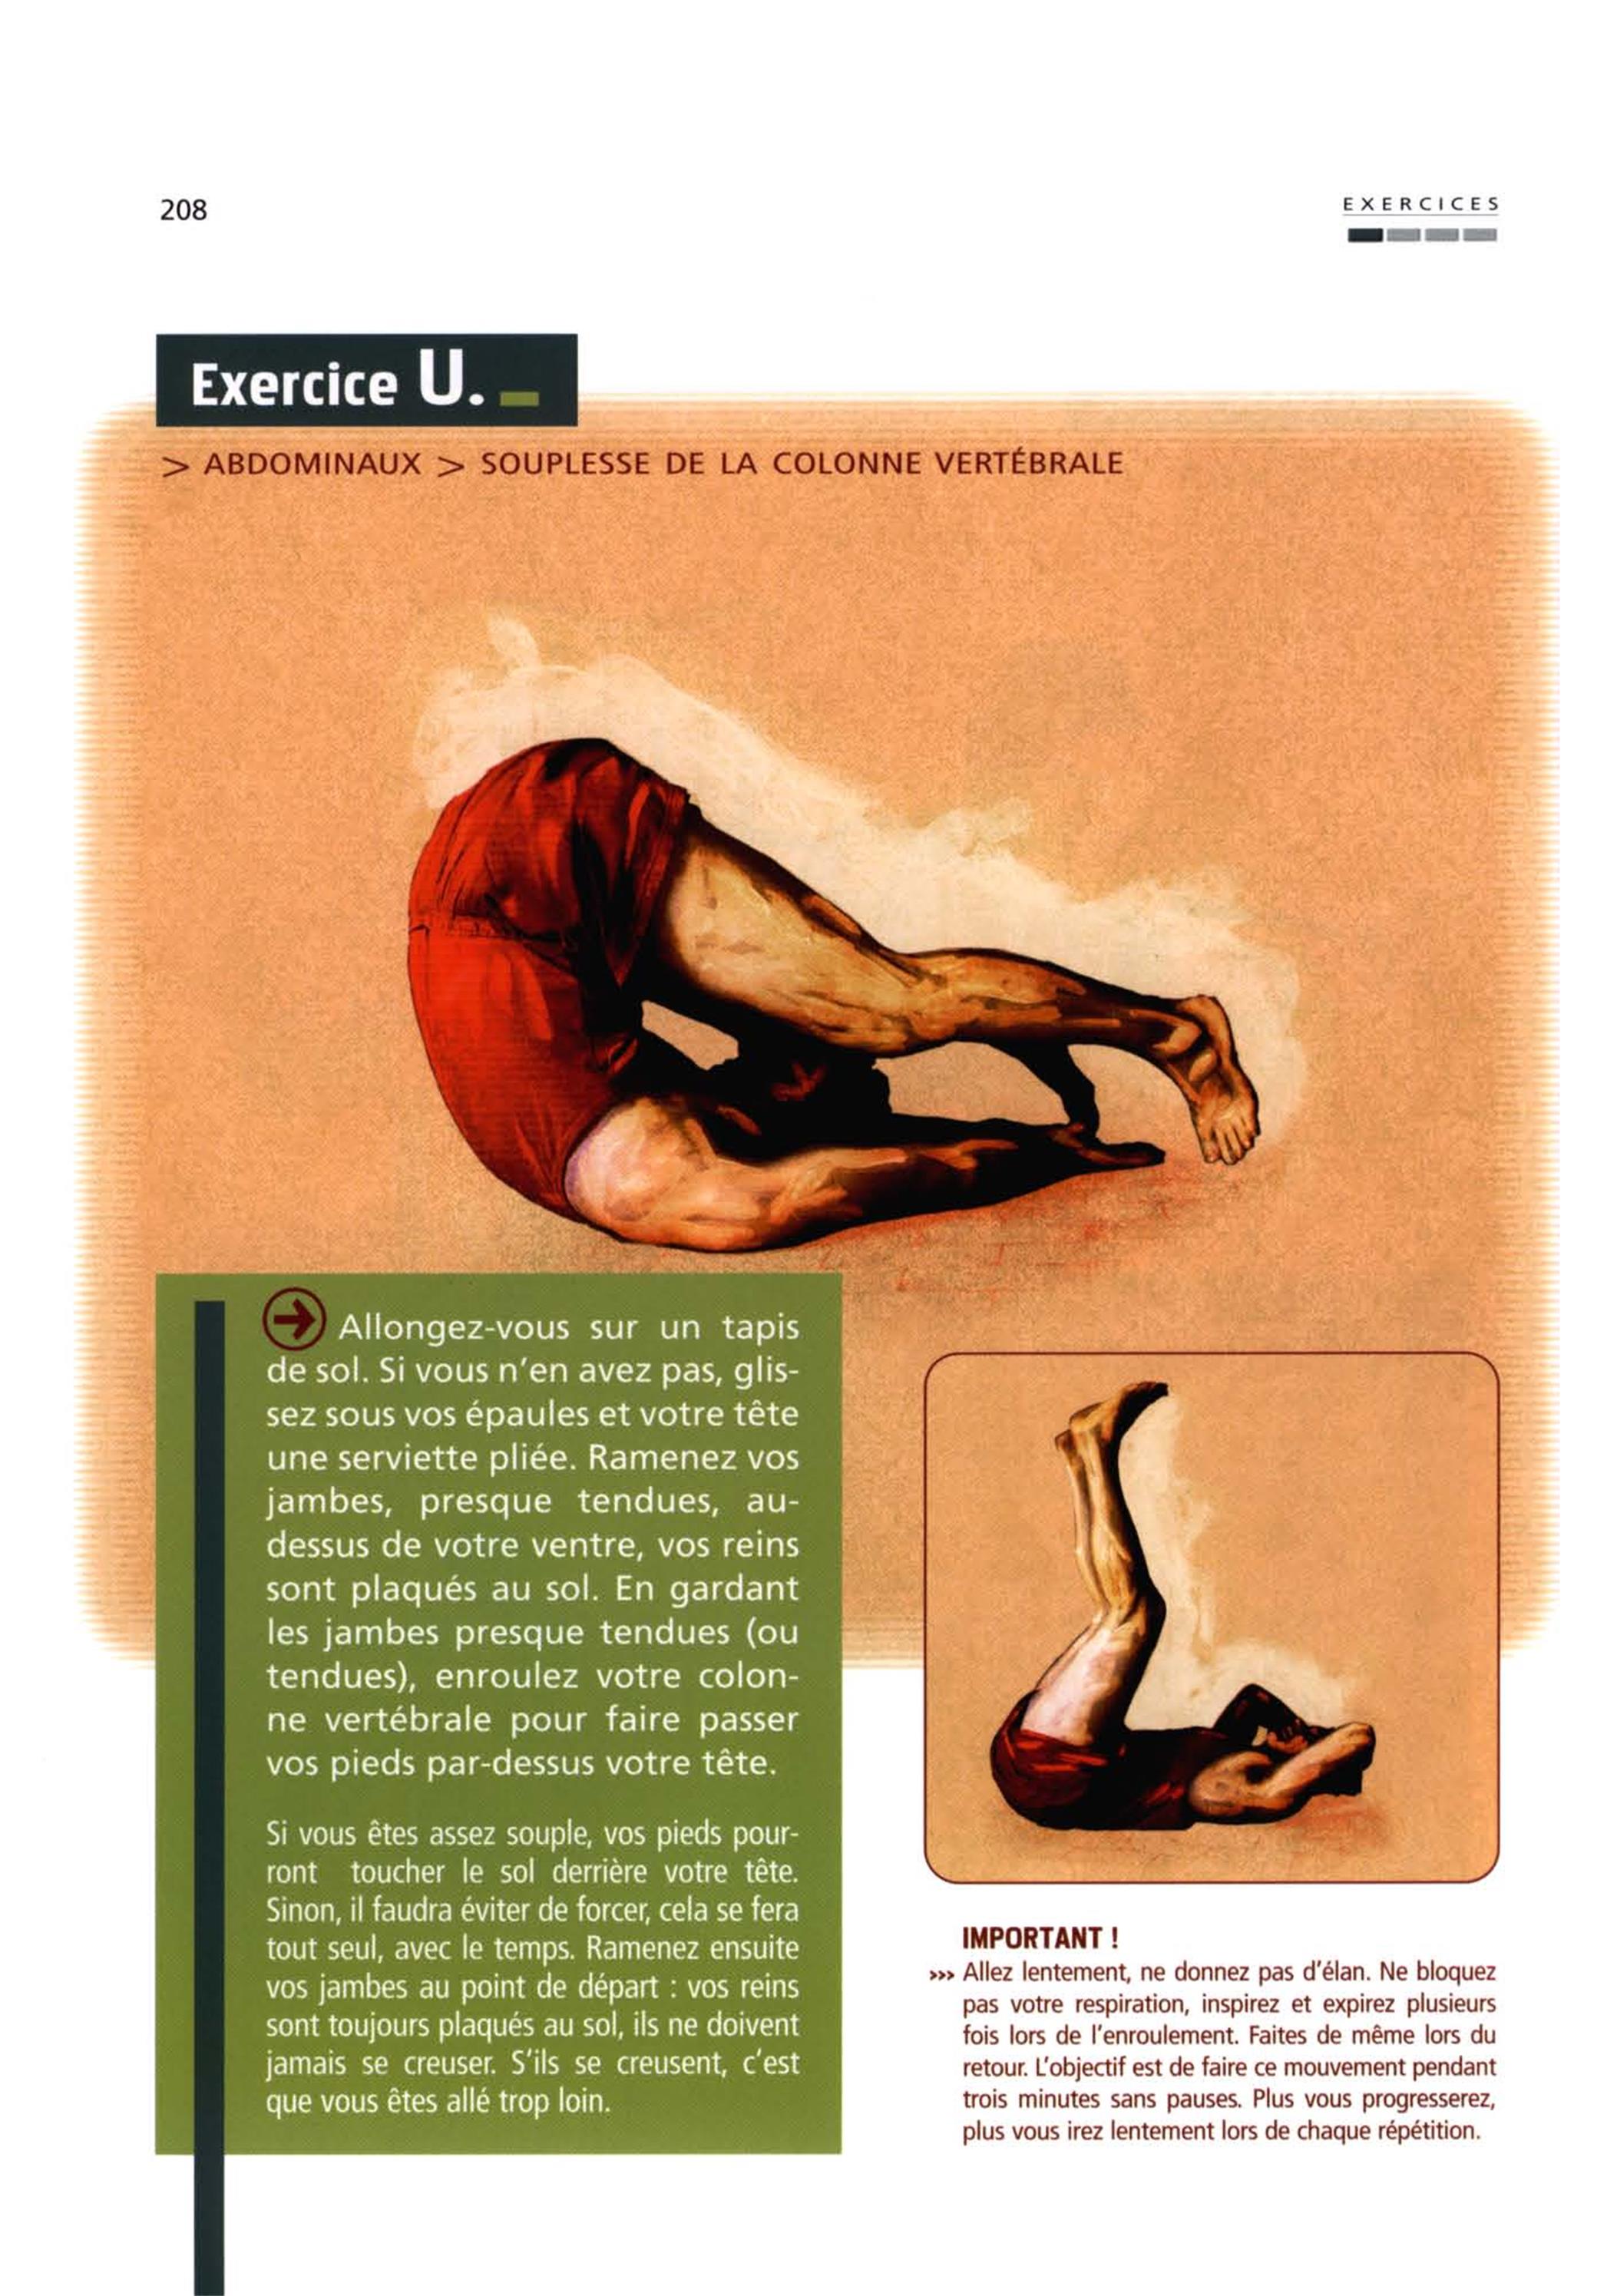 208
EXERCICES
Exercice U.
> ABDOMINAUX > SOUPLESSE DE LA COLONNE VERTÉBRALE
Allongez-vous sur un tapis
de sol. Si vous n'en avez pas, glis-
sez sous vos épaules et votre tête
une serviette pliée. Ramenez vos
jambes, presque tendues, au-
dessus de votre ventre, vos reins
sont plaqués au sol. En gardant
les jambes presque tendues (ou
tendues), enroulez votre colon-
ne vertébrale pour faire passer
vos pieds par-dessus votre tête.
Si vous êtes assez souple, vos pieds pour-
ront toucher le sol derrière votre tête.
Sinon, il faudra éviter de forcer, cela se fera
tout seul, avec le temps. Ramenez ensuite
vos jambes au point de départ : vos reins
sont toujours plaqués au sol, ils ne doivent
jamais se creuser. S'ils se creusent, c'est
que vous êtes allé trop loin.
IMPORTANT !
››› Allez lentement, ne donnez pas d'élan. Ne bloquez
pas votre respiration, inspirez et expirez plusieurs
fois lors de l'enroulement. Faites de même lors du
retour. L'objectif est de faire ce mouvement pendant
trois minutes sans pauses. Plus vous progresserez,
plus vous irez lentement lors de chaque répétition.